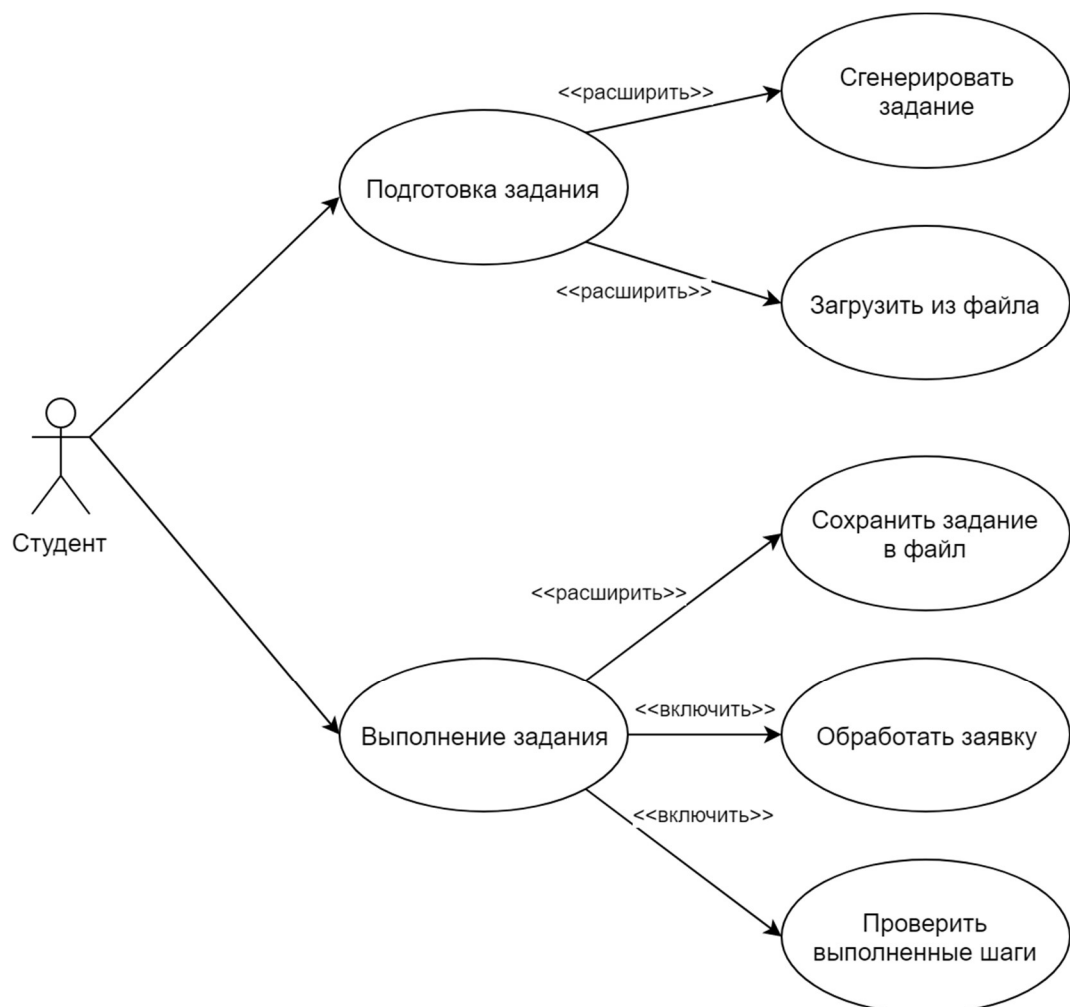 <<расширить>>
Сгенерировать
задание
Подготовка задания
<<расширить>>
Загрузить из файла
Студент
Сохранить задание
в файл
<<расширить>>
Выполнение задания
<<включить>>
Обработать заявку
<<включить>>
Проверить
выполненные шаги